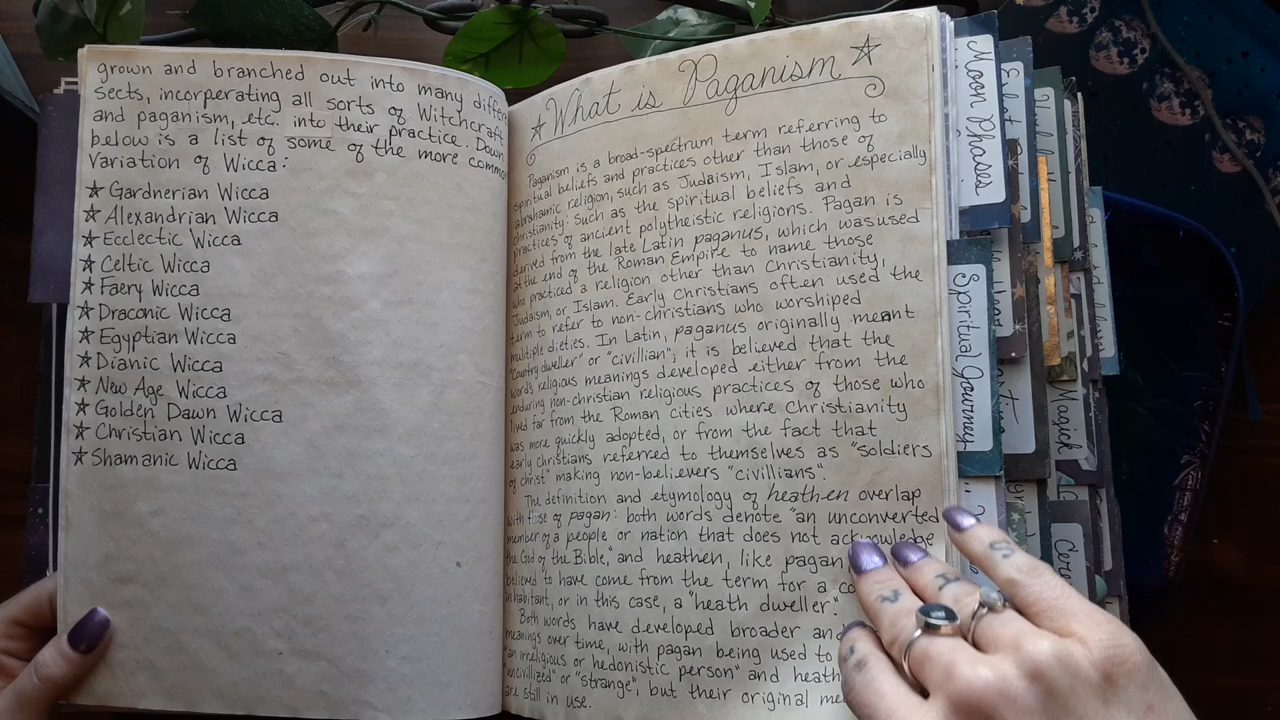 grown and branched out into many differe
sects, incorperating all sorts of Witchcraft
and paganism, etc. into their practice. Down
below is a list of some of the more common
Variation of Wicca:
Gardnerian Wicca
Alexandrian Wicca
Ecclectic Wicca
Celtic Wicca
Faery Wicca
Draconic Wicca
Egyptian Wicca
Dianic Wicca
New Age Wicca
Golden Dawn Wicca
Christian Wicca
Shamanic Wicca
What is Paganism
Paganism is a broad-spectrum term referring to
spiritual beliefs and practices other than those of
abrahamic religion, such as Judaism, Islam, or especially
christianity: Such as the spiritual beliefs and
practices of ancient polytheistic religions. Pagan is
derived from the late Latin paganus, which was used
at the end of the Roman Empire to name those
who practiced a religion other than Christianity,
Judaism, or Islam. Early Christians often used the
term to refer to non-christians who worshiped
multiple dieties. In Latin, paganus originally meant
"Country dweller" or "civillian"; it is believed that the
word's religious meanings developed either from the
enduring non-christian religious practices of those who
lived far from the Roman cities where Christianity
was more quickly adopted, or from the fact that
early Christians referred to themselves as "soldiers
of christ" making non-believers "civillians".
The definition and etymology of heath-en overlap
with those of pagan: both words denote "an unconverted
member of a people or nation that does not acknowledge
the God of the Bible," and heathen, like pagan
believed to have come from the term for a co
inhabitant, or in this case, a "heath dweller."
Both words have developed broader and
meanings over time, with pagan being used to
"an irreligious or hedonistic person" and heath
"uncivilized" or "strange", but their original me
are still in use.
Moon Phases
Spiritual Journey
Magick
Cere